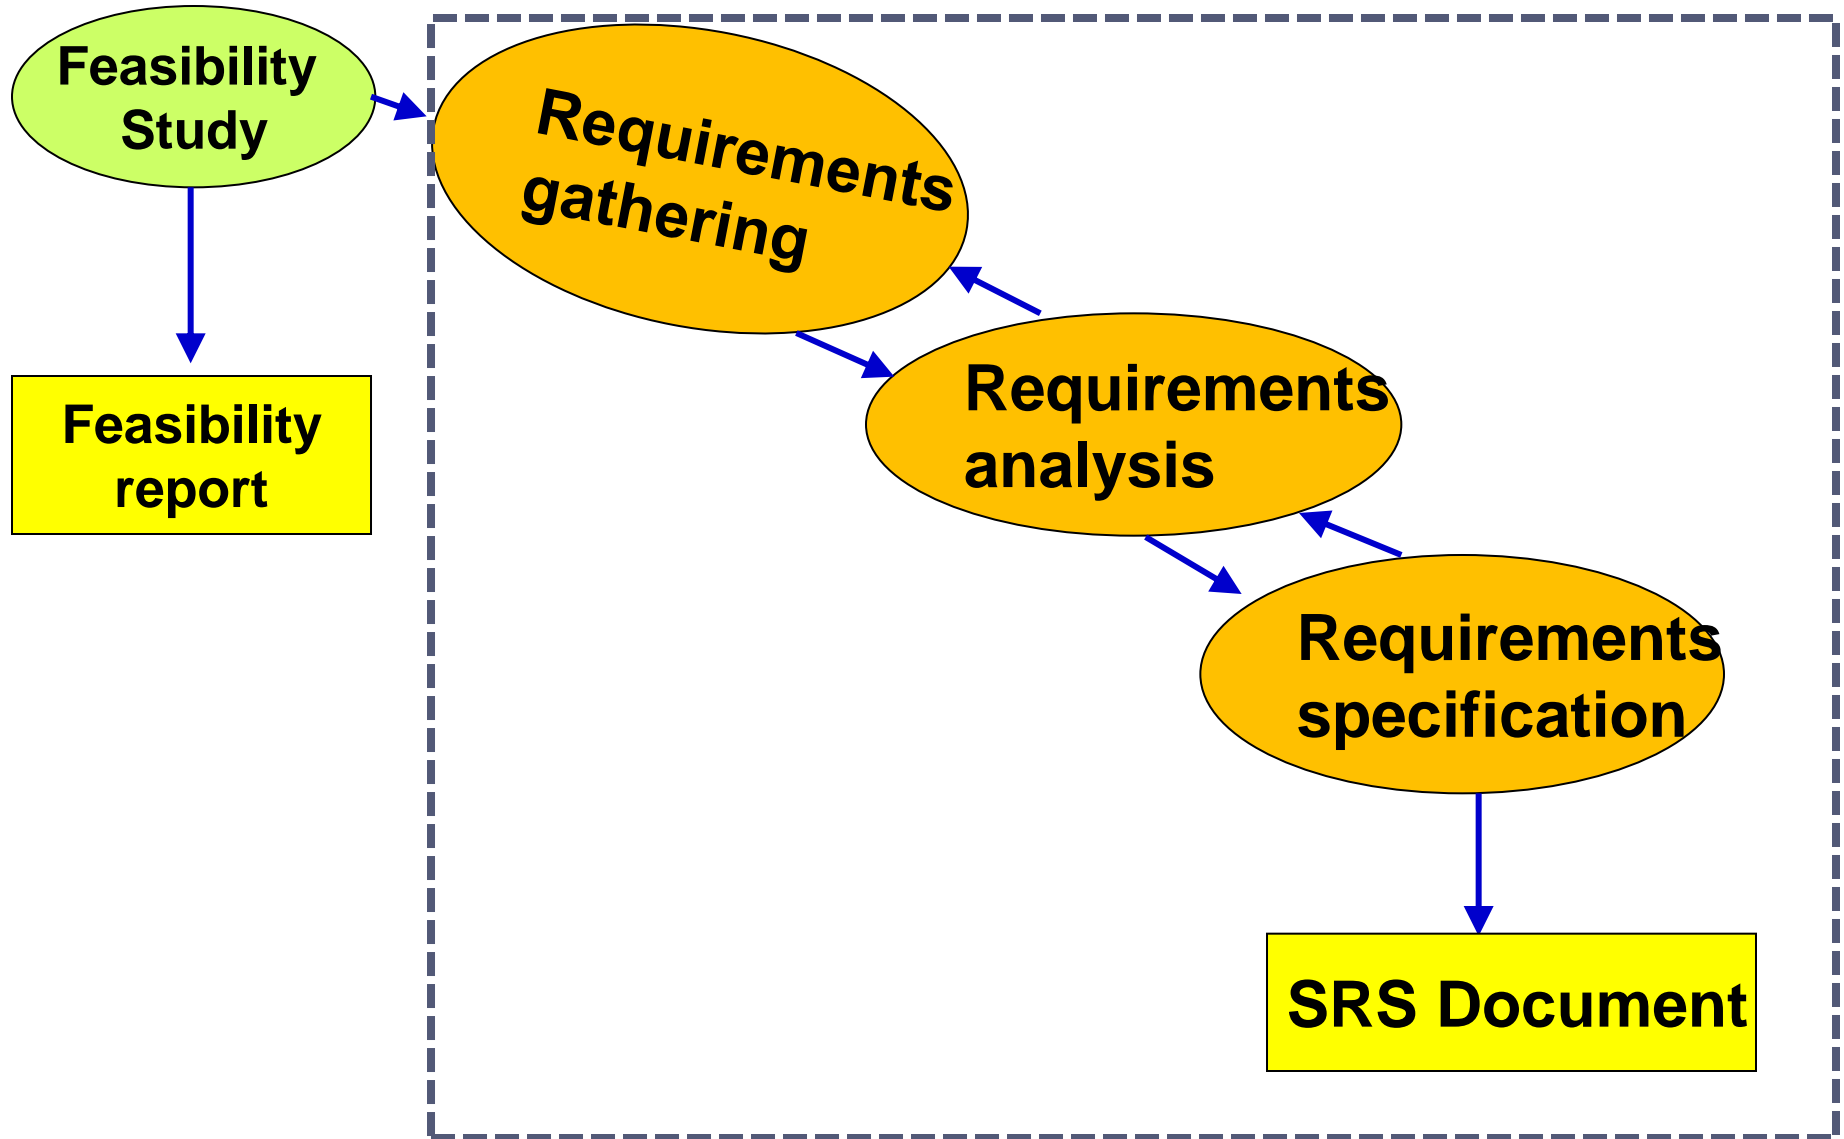 Feasibility
Study
Requirements
gathering
Feasibility
report
Requirements
analysis
Requirements
specification
SRS Document